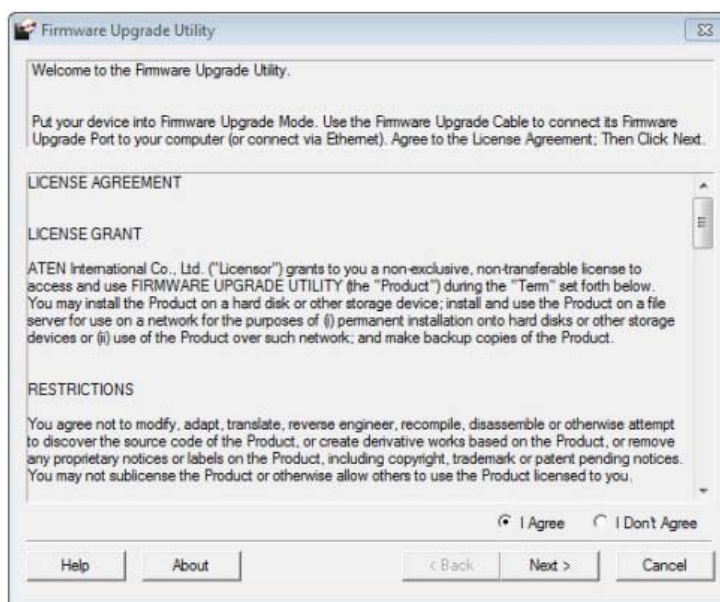 Firmware Upgrade Utility
Welcome to the Firmware Upgrade Utility.
Put your device into Firmware Upgrade Mode. Use the Firmware Upgrade Cable to connect its Firmware
Upgrade Port to your computer (or connect via Ethernet). Agree to the License Agreement; Then Click Next.
LICENSE AGREEMENT
LICENSE GRANT
ATEN International Co., Ltd. ("Licensor") grants to you a non-exclusive, non-transferable license to
access and use FIRMWARE UPGRADE UTILITY (the "Product") during the "Term" set forth below.
You may install the Product on a hard disk or other storage device; install and use the Product on a file
server for use on a network for the purposes of (i) permanent installation onto hard disks or other storage
devices or (ii) use of the Product over such network; and make backup copies of the Product.
RESTRICTIONS
You agree not to modify, adapt, translate, reverse engineer, recompile, disassemble or otherwise attempt
to discover the source code of the Product, or create derivative works based on the Product, or remove
any proprietary notices or labels on the Product, including copyright, trademark or patent pending notices.
You may not sublicense the Product or otherwise allow others to use the Product licensed to you.
I Agree I Don't Agree
Help About < Back Next > Cancel